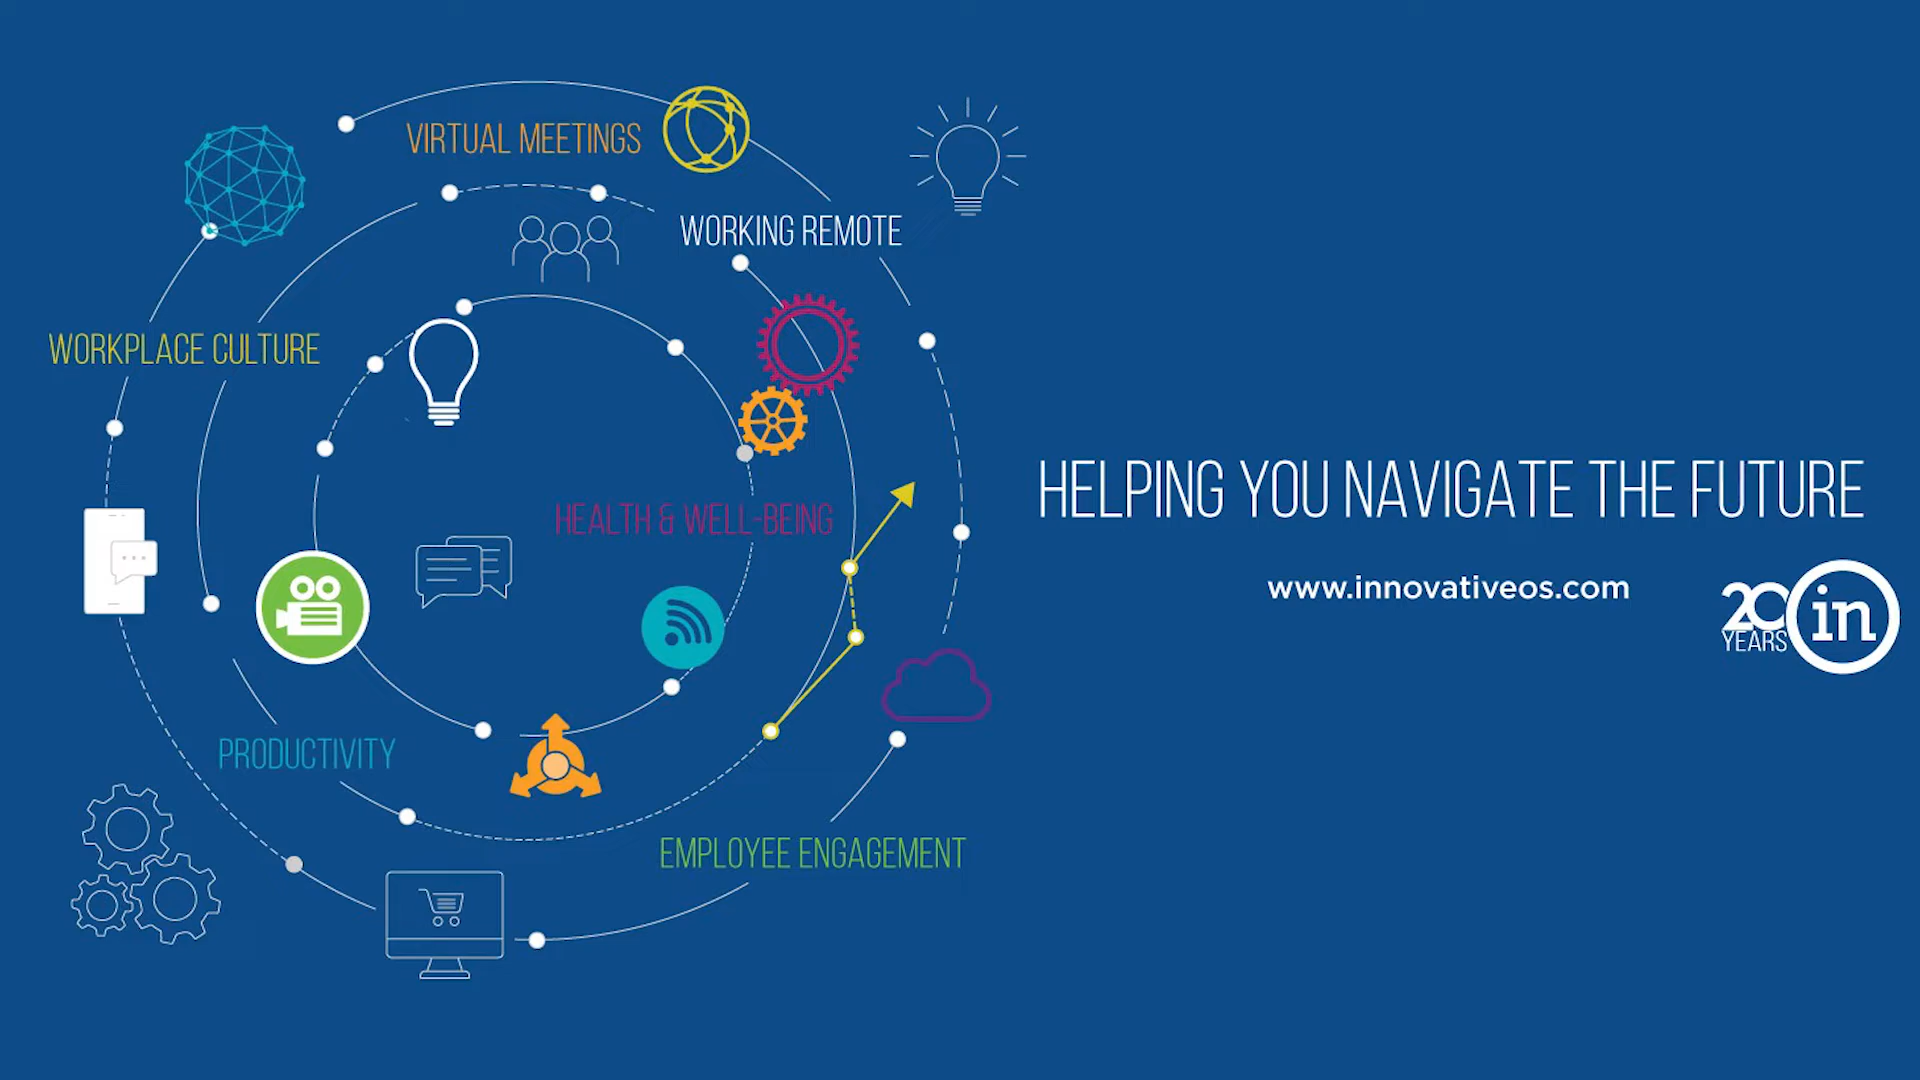 VIRTUAL MEETINGS
WORKING REMOTE
WORKPLACE CULTURE
HEALTH & WELL-BEING
PRODUCTIVITY
EMPLOYEE ENGAGEMENT
HELPING YOU NAVIGATE THE FUTURE
www.innovativeos.com
20 in
YEARS